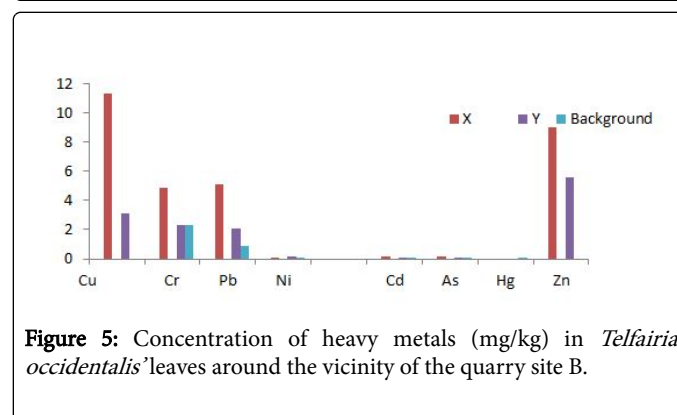 12
10
8
6
4
2
0
X Y Background
Cu Cr Pb Ni Cd As Hg Zn
Figure 5: Concentration of heavy metals (mg/kg) in Telfairia
occidentalis' leaves around the vicinity of the quarry site B.